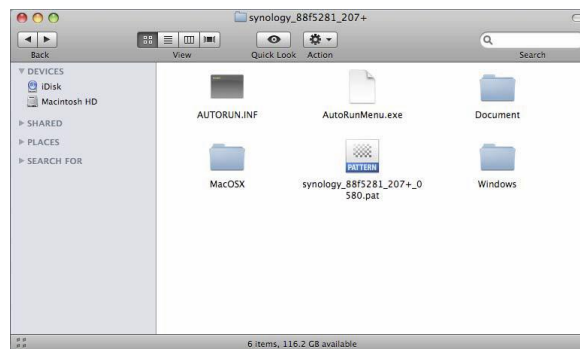 synology_88f5281_207+
Back
View
Quick Look
Action
Search
DEVICES
iDisk
Macintosh HD
SHARED
PLACES
SEARCH FOR
AUTORUN.INF
AutoRunMenu.exe
Document
MacOSX
PATTERN
synology_88f5281_207+_0
580.pat
Windows
6 items, 116.2 GB available